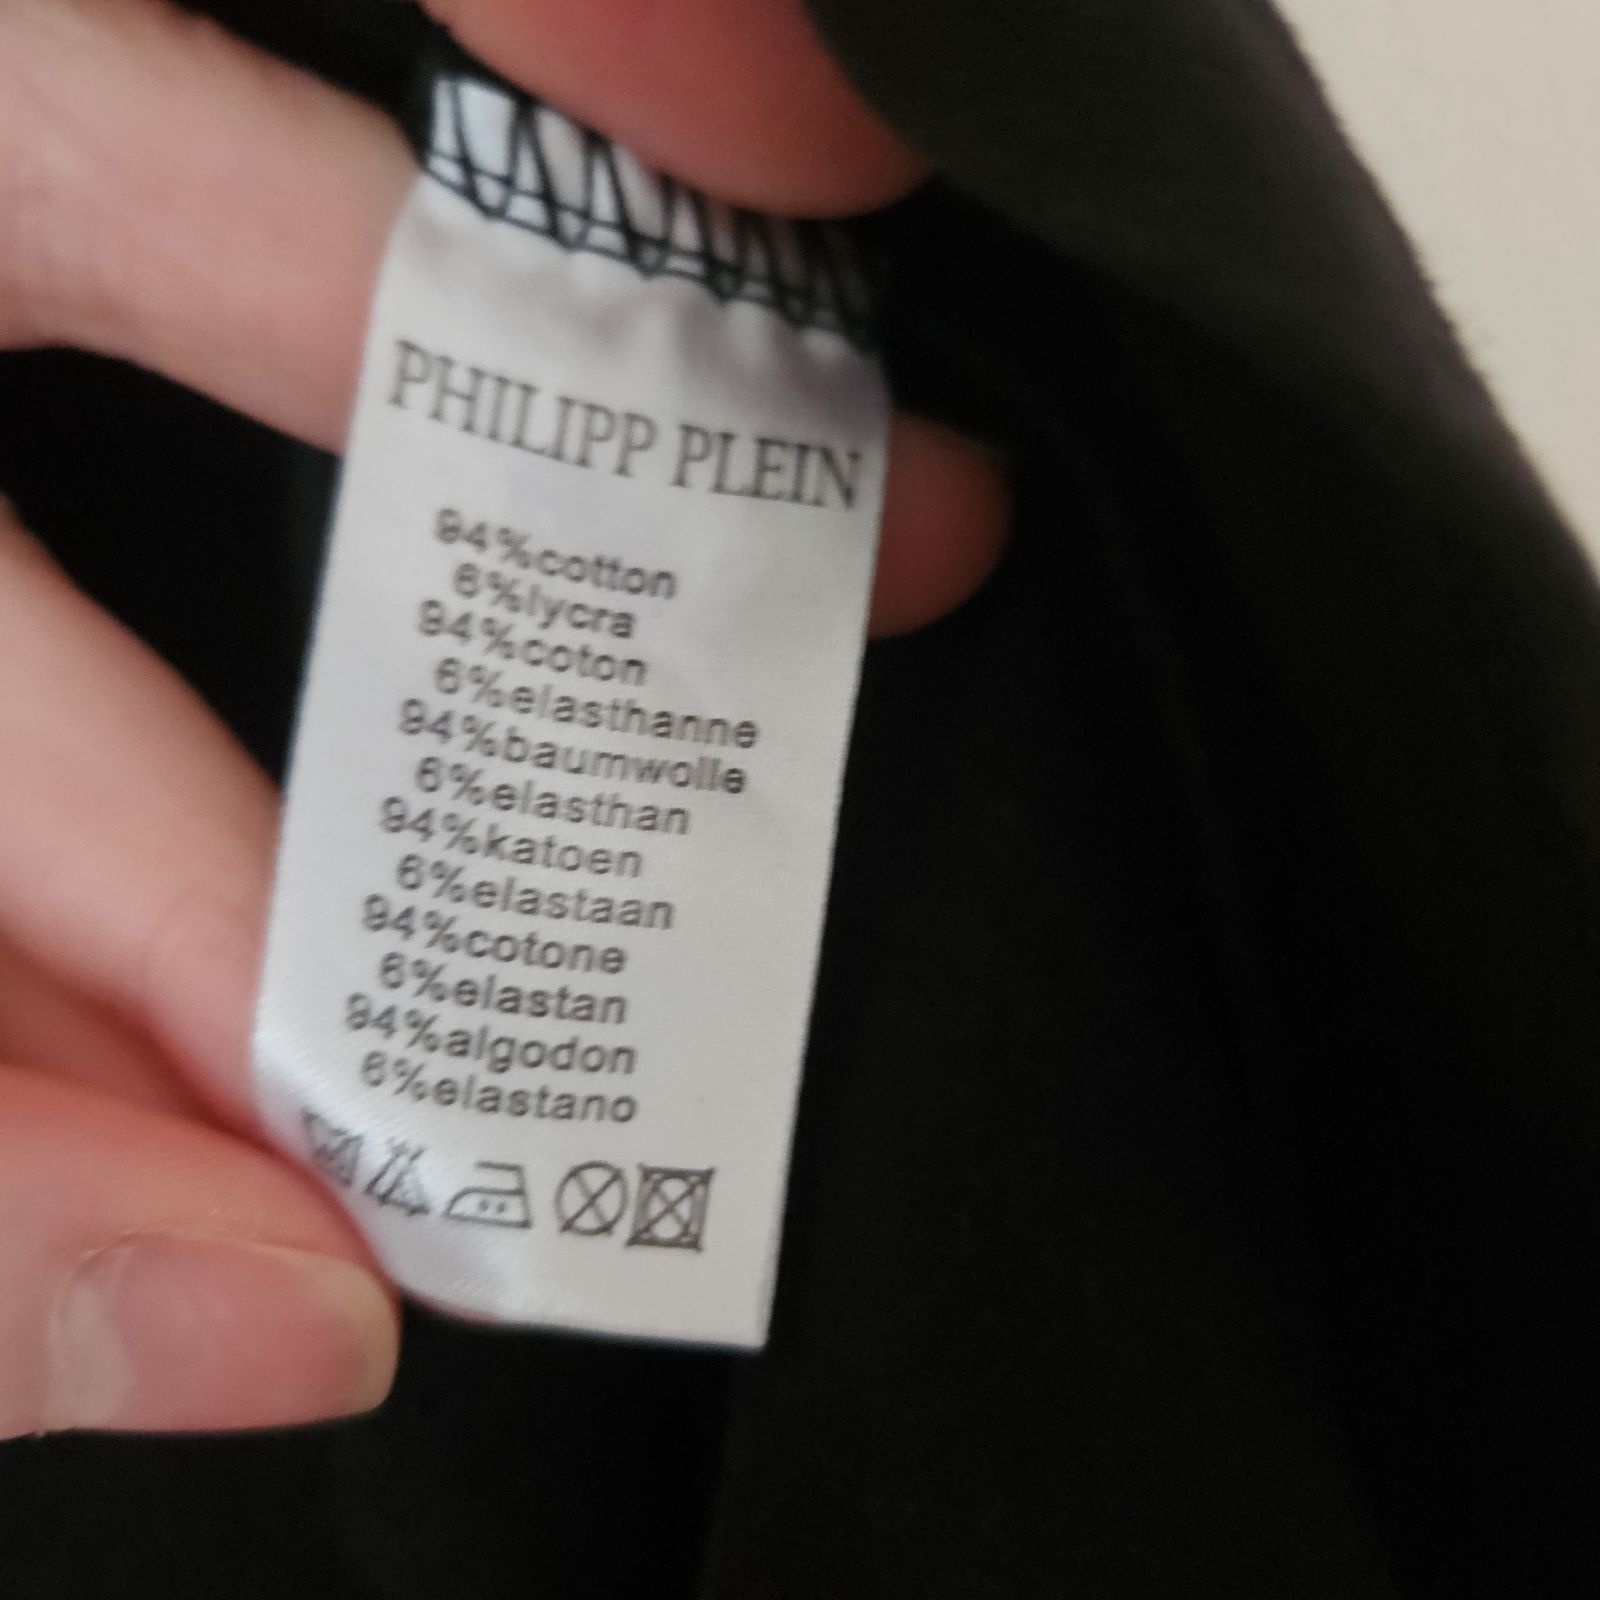 PHILIPP PLEIN
94%cotton
6%lycra
94%coton
6%elasthanne
94%baumwolle
6%elasthan
94%katoen
6%elastaan
94%cotone
6%elastan
94%algodon
6%elastano